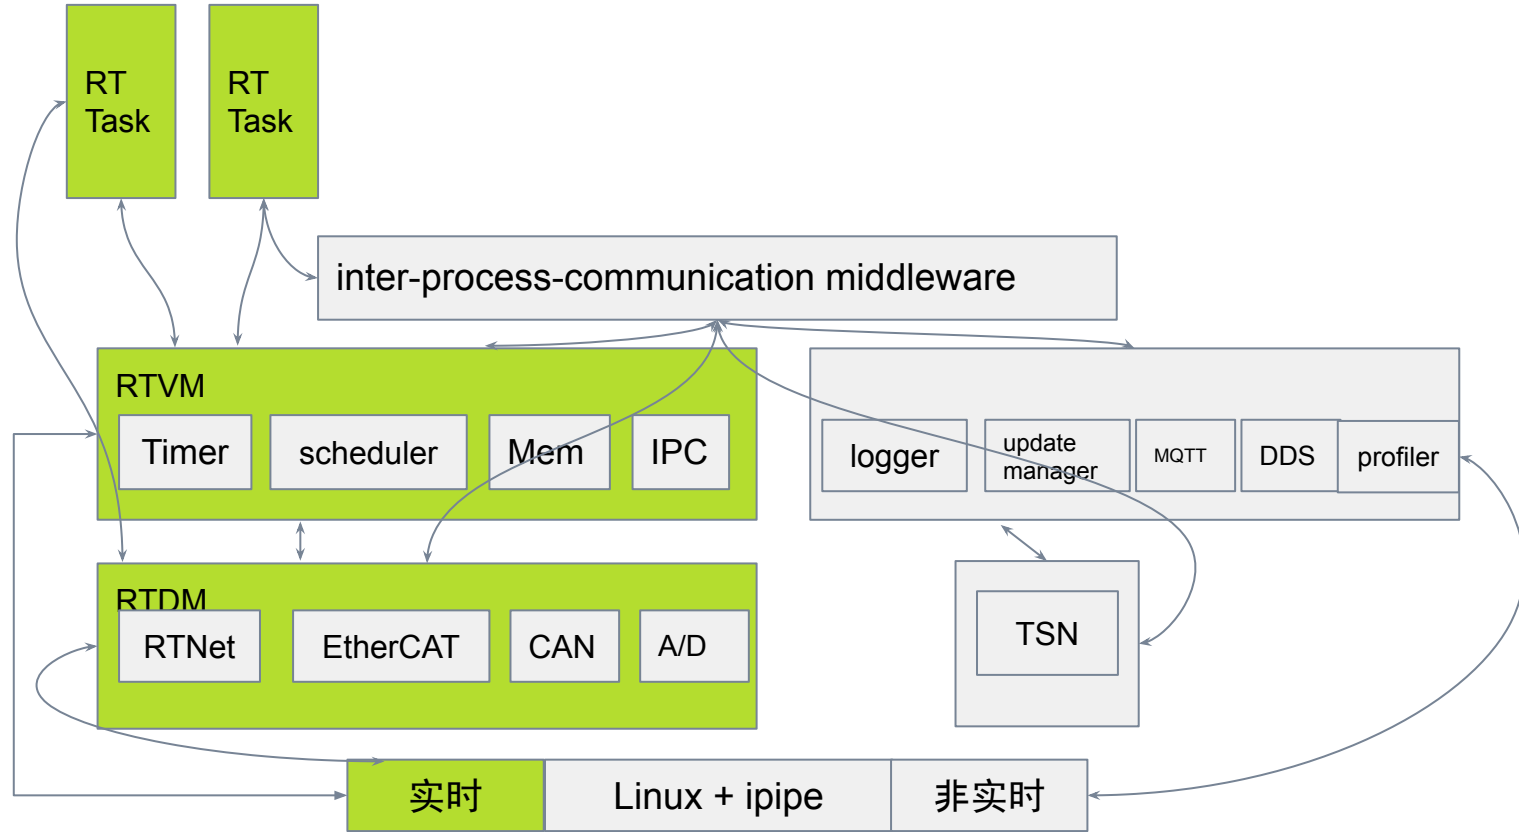 RT
Task
RT
Task
inter-process-communication middleware
RTVM
Timer
scheduler
Mem
IPC
logger
update
manager
MQTT
DDS
profiler
RTDM
RTNet
EtherCAT
CAN
A/D
TSN
实时
Linux + ipipe
非实时